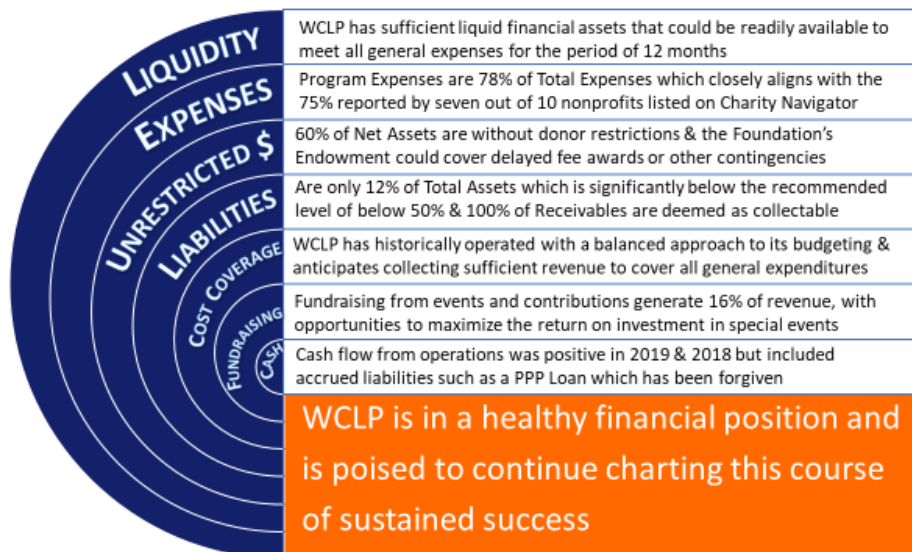 LIQUIDITY
WCLP has sufficient liquid financial assets that could be readily available to
meet all general expenses for the period of 12 months
EXPENSES
Program Expenses are 78% of Total Expenses which closely aligns with the
75% reported by seven out of 10 nonprofits listed on Charity Navigator
UNRESTRICTED $
60% of Net Assets are without donor restrictions & the Foundation's
Endowment could cover delayed fee awards or other contingencies
LIABILITIES
Are only 12% of Total Assets which is significantly below the recommended
level of below 50% & 100% of Receivables are deemed as collectable
COST COVERAGE
WCLP has historically operated with a balanced approach to its budgeting &
anticipates collecting sufficient revenue to cover all general expenditures
FUNDRAISING
Fundraising from events and contributions generate 16% of revenue, with
opportunities to maximize the return on investment in special events
CASH
Cash flow from operations was positive in 2019 & 2018 but included
accrued liabilities such as a PPP Loan which has been forgiven
WCLP is in a healthy financial position and
is poised to continue charting this course
of sustained success